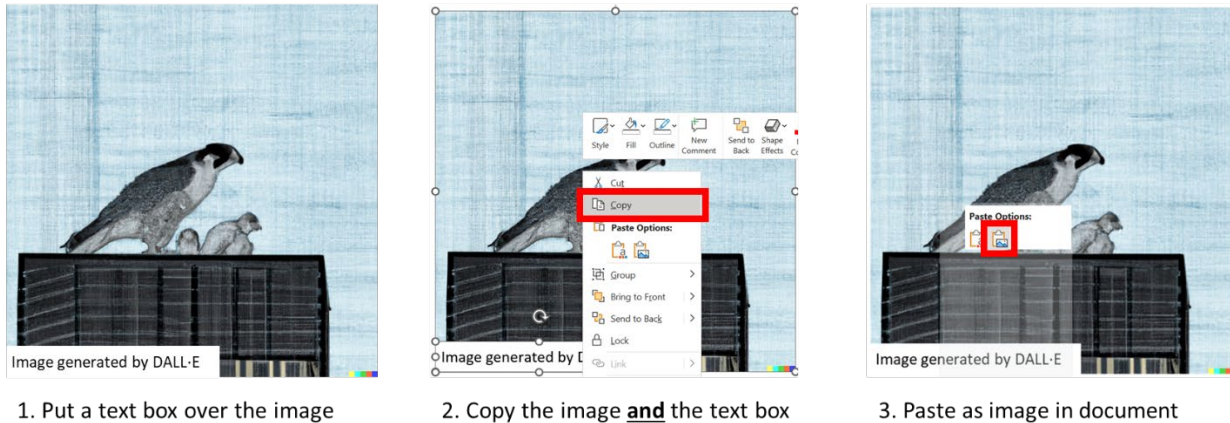 Image generated by DALL·E
1. Put a text box over the image
Style Fill Outline New Comment Send to Back Shape Effects
Cut
Copy
Paste Options:
Group
Bring to Front
Send to Back
Lock
Link
Image generated by
2. Copy the image and the text box
Paste Options:
Image generated by DALL·E
3. Paste as image in document